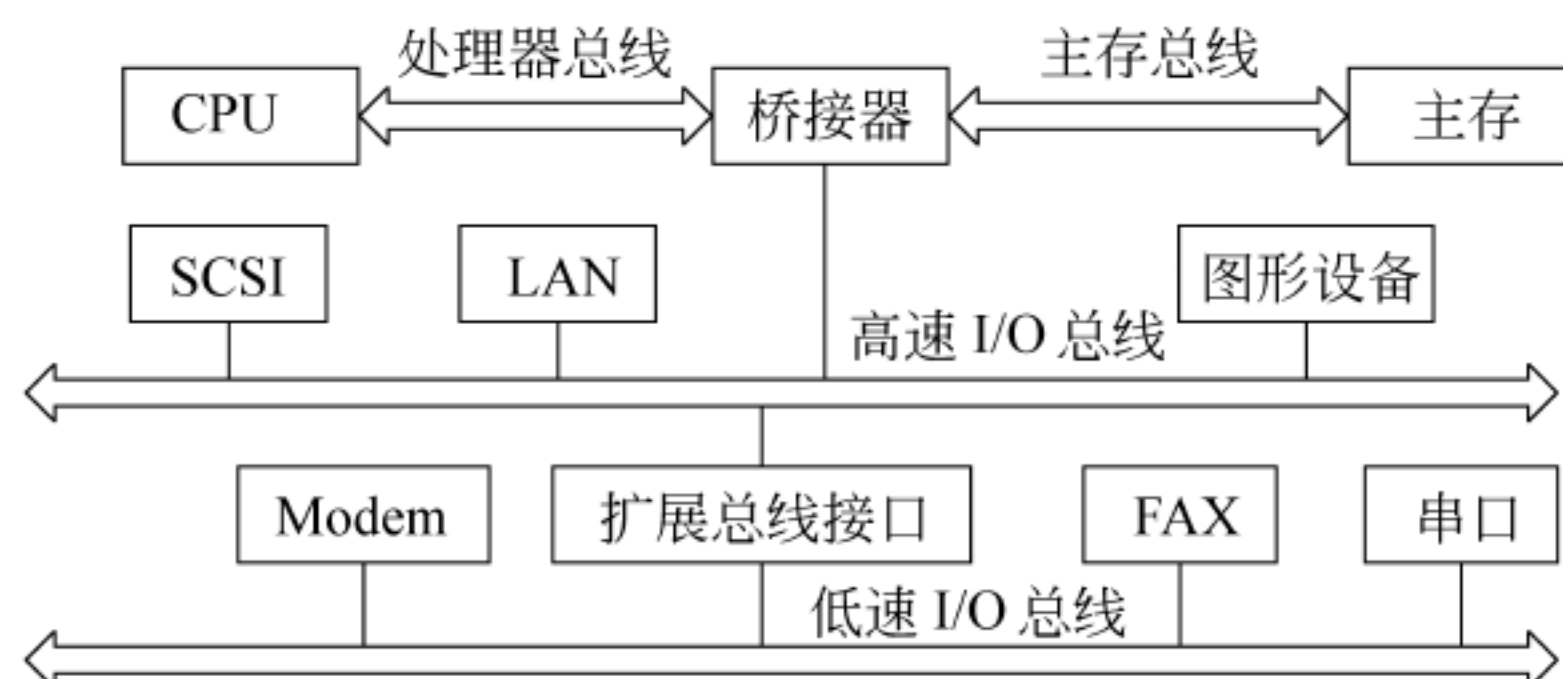 处理器总线
主存总线
CPU
桥接器
主存
SCSI
LAN
图形设备
高速 I/O 总线
Modem
扩展总线接口
FAX
串口
低速 I/O 总线